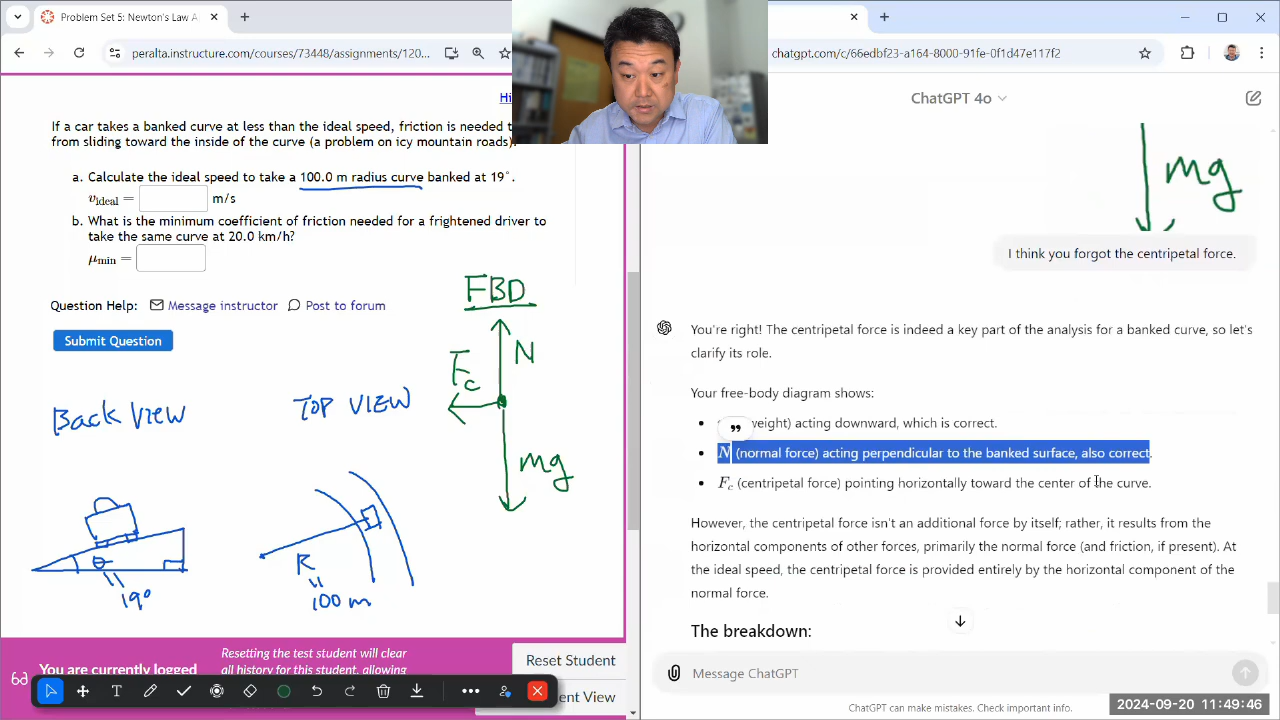 Problem Set 5: Newton's Law A
peralta.instructure.com/courses/73448/assignments/120...
chatgpt.com/c/66edbf23-a164-8000-91fe-0f1d47e117f2
Hi
If a car takes a banked curve at less than the ideal speed, friction is needed t
from sliding toward the inside of the curve (a problem on icy mountain roads).
a. Calculate the ideal speed to take a 100.0 m radius curve banked at 19°.
v_ideal = m/s
b. What is the minimum coefficient of friction needed for a frightened driver to
take the same curve at 20.0 km/h?
μ_min =
Question Help: Message instructor Post to forum
Submit Question
FBD
N
F_c
mg
BACK VIEW
TOP VIEW
θ
19°
R
100 m
You are currently logged
Resetting the test student will clear
all history for this student, allowing
Reset Student
ent View
ChatGPT 4o
mg
I think you forgot the centripetal force.
You're right! The centripetal force is indeed a key part of the analysis for a banked curve, so let's
clarify its role.
Your free-body diagram shows:
weight) acting downward, which is correct.
N (normal force) acting perpendicular to the banked surface, also correct.
F_c (centripetal force) pointing horizontally toward the center of the curve.
However, the centripetal force isn't an additional force by itself; rather, it results from the
horizontal components of other forces, primarily the normal force (and friction, if present). At
the ideal speed, the centripetal force is provided entirely by the horizontal component of the
normal force.
The breakdown:
Message ChatGPT
ChatGPT can make mistakes. Check important info.
2024-09-20 11:49:46